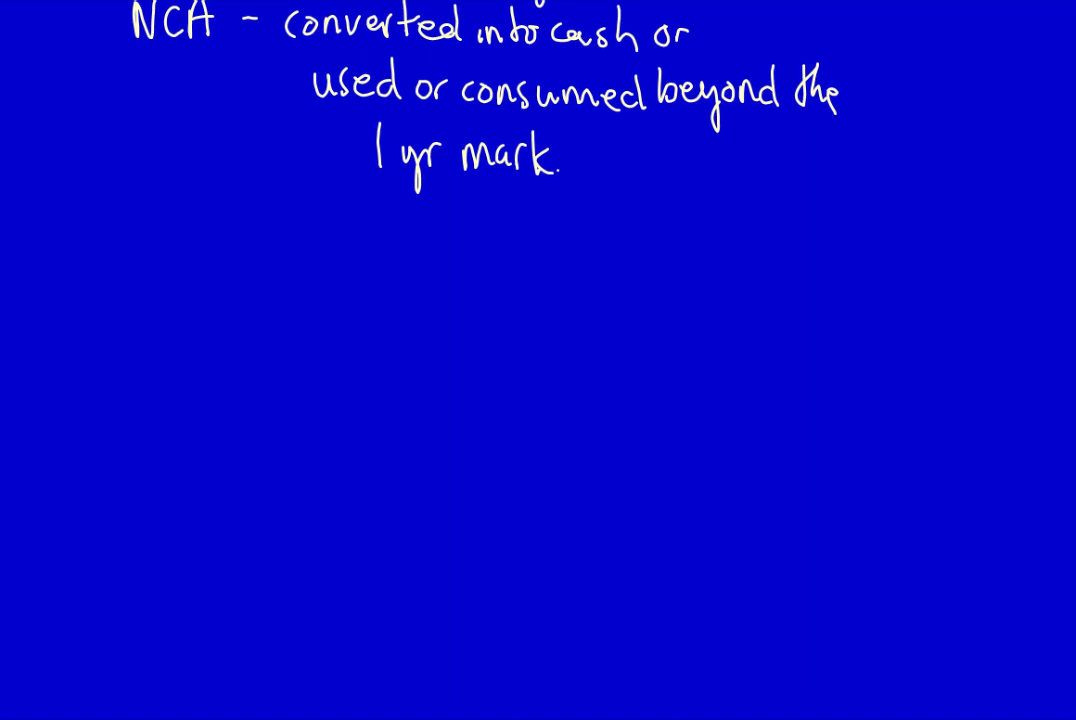 NCA - converted into cash or
used or consumed beyond the
1 yr mark.